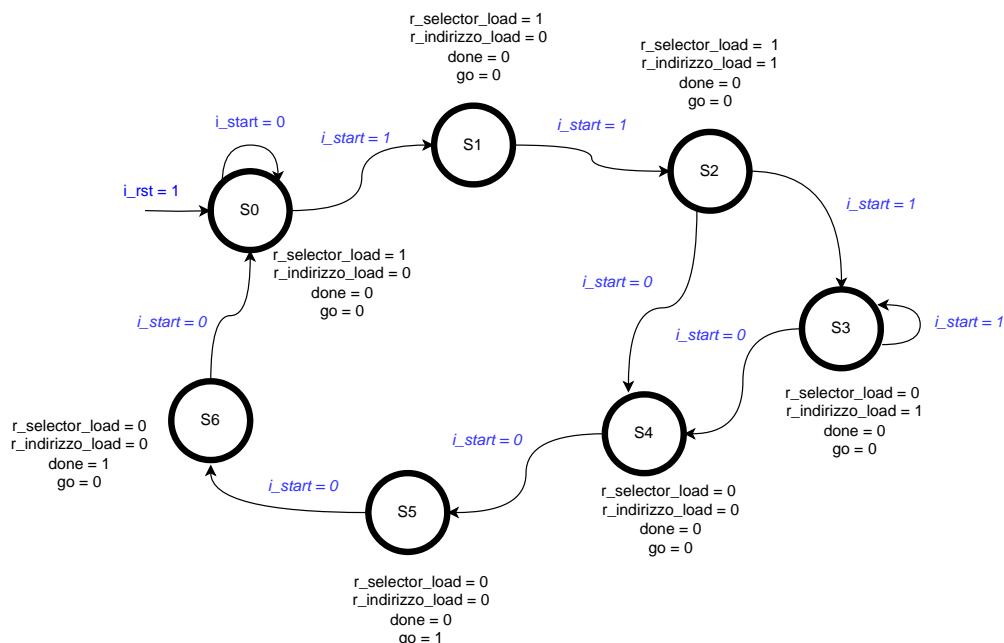 r_selector_load = 1
r_indirizzo_load = 0
done = 0
go = 0
r_selector_load = 1
r_indirizzo_load = 1
done = 0
go = 0
i_start = 0
i_start = 1
S1
i_start = 1
S2
i_rst = 1
S0
i_start = 1
r_selector_load = 1
r_indirizzo_load = 0
done = 0
go = 0
i_start = 0
i_start = 0
S3
i_start = 1
i_start = 0
r_selector_load = 0
r_indirizzo_load = 1
done = 0
go = 0
S6
r_selector_load = 0
r_indirizzo_load = 0
done = 1
go = 0
S4
i_start = 0
i_start = 0
r_selector_load = 0
r_indirizzo_load = 0
done = 0
go = 0
S5
r_selector_load = 0
r_indirizzo_load = 0
done = 0
go = 1